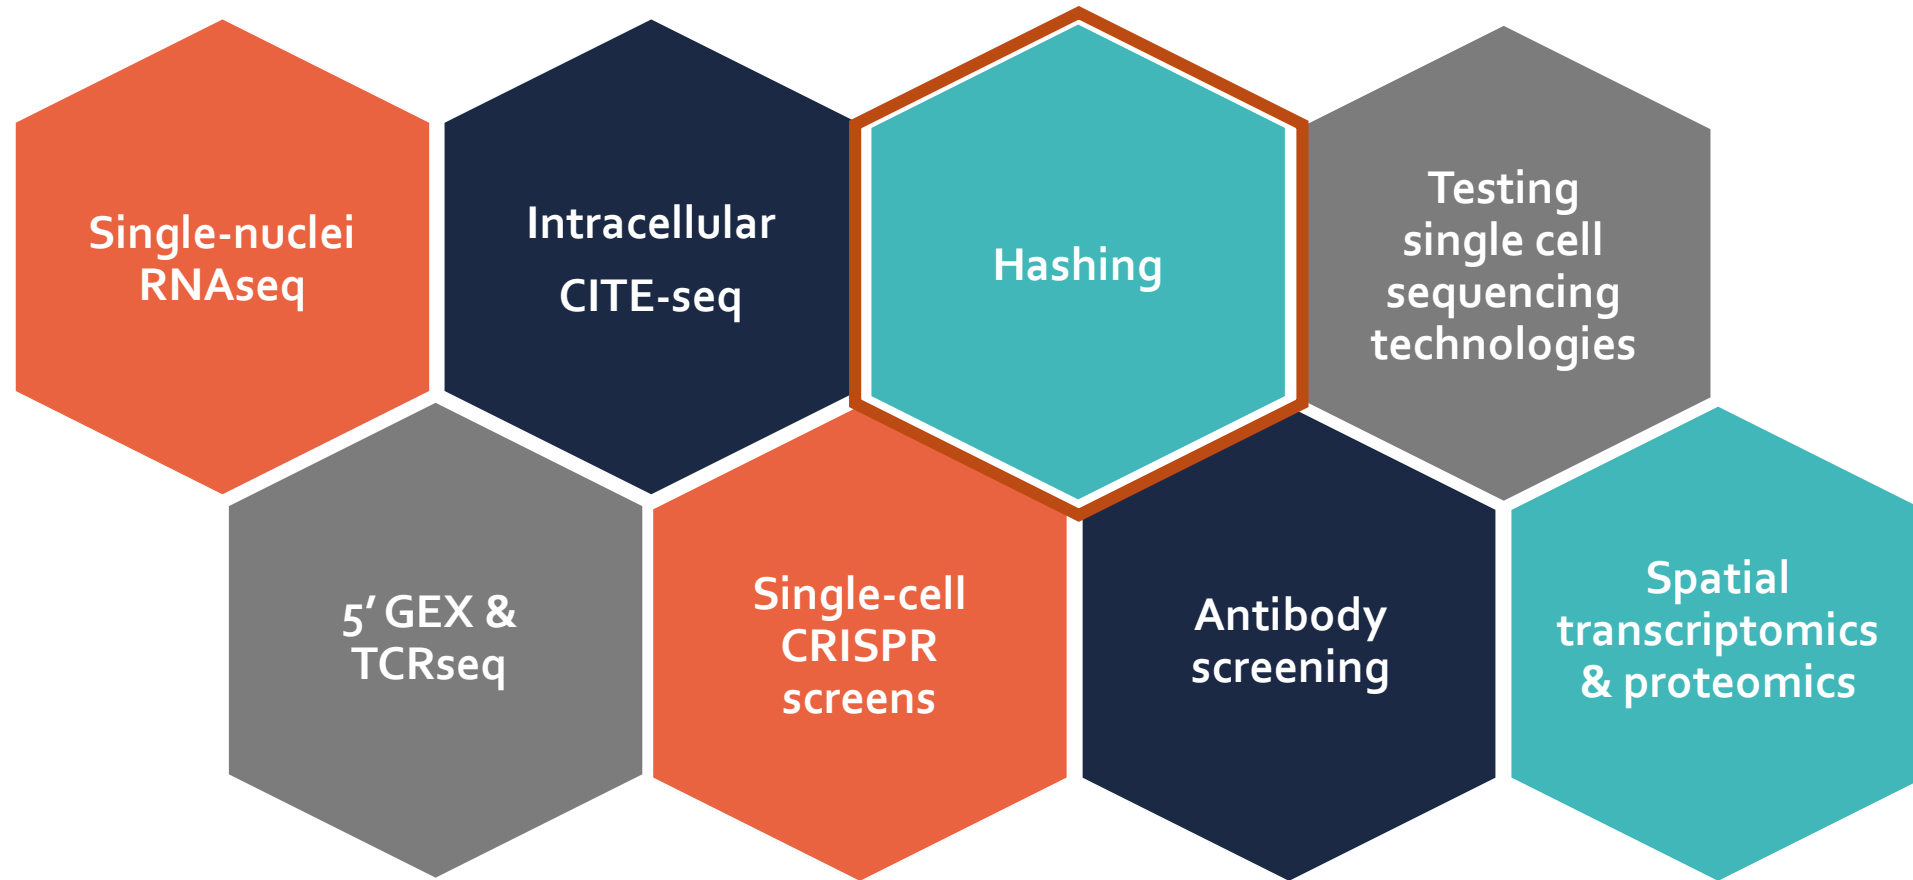 Single-nuclei
RNAseq
Intracellular
CITE-seq
Hashing
Testing
single cell
sequencing
technologies
5′ GEX &
TCRseq
Single-cell
CRISPR
screens
Antibody
screening
Spatial
transcriptomics
& proteomics